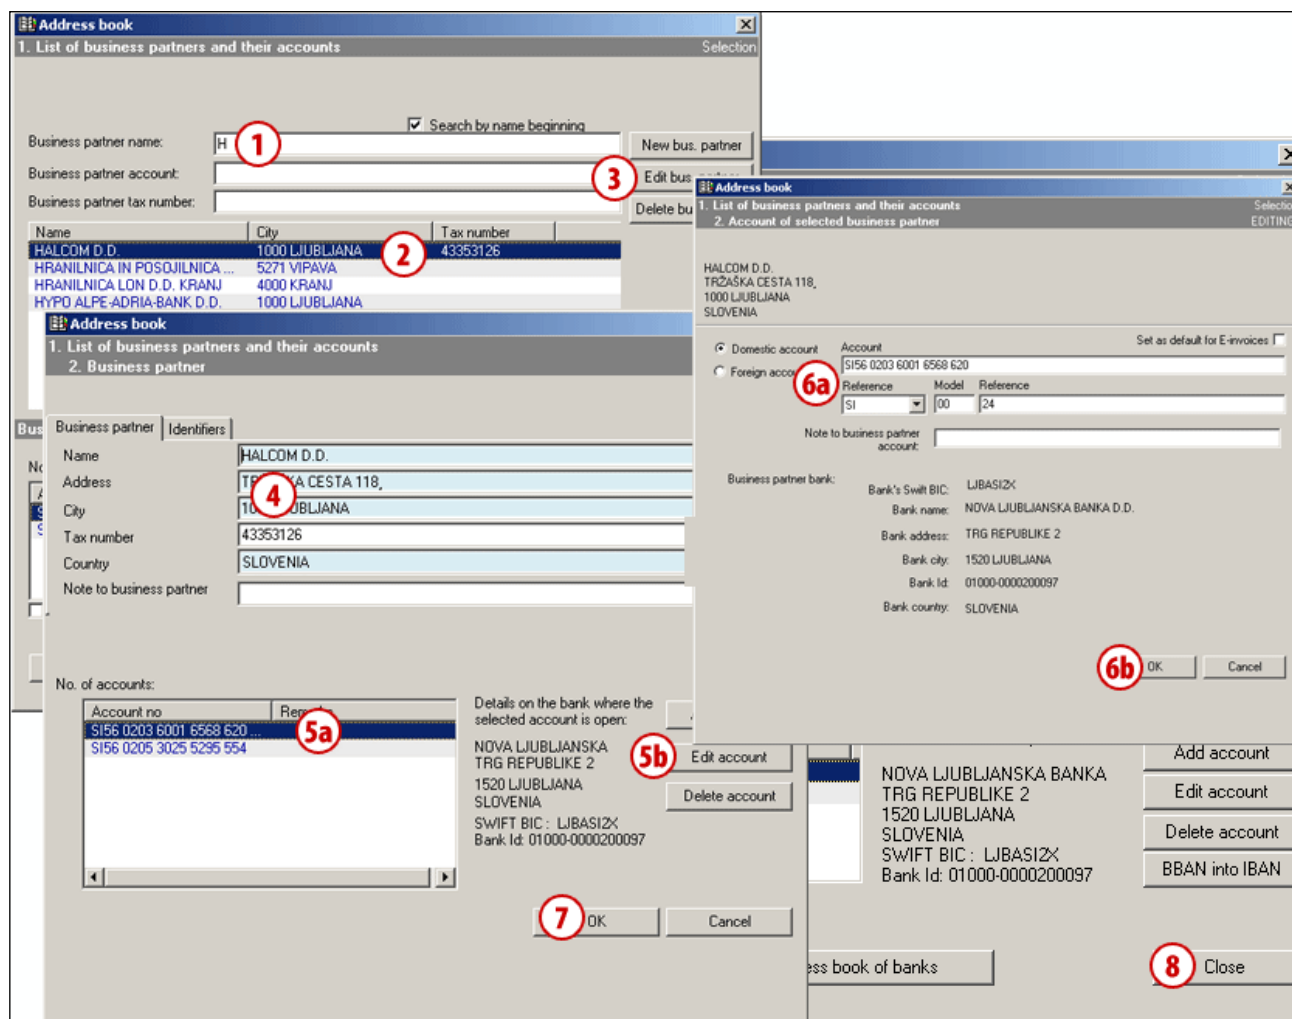 Address book
1. List of business partners and their accounts
Selection
Search by name beginning
Business partner name:
H
1
New bus. partner
Business partner account:
3
Edit bus.
Business partner tax number:
Delete bu
Name City Tax number
HALCOM D.D. 1000 LJUBLJANA 2 43353126
HRANILNICA IN POSOJILNICA ... 5271 VIPAVA
HRANILNICA LON D.D. KRANJ 4000 KRANJ
HYPO ALPE-ADRIA-BANK D.D. 1000 LJUBLJANA
Bus
Address book
1. List of business partners and their accounts
2. Business partner
Business partner Identifiers
Name HALCOM D.D.
Address CESTA 118,
4
City
Tax number 43353126
Country SLOVENIA
Note to business partner
No. of accounts:
Account no
SI56 0203 6001 6568 620 ... 5a
SI56 0205 3025 5295 554
Details on the bank where the
selected account is open:
NOVA LJUBLJANSKA
TRG REPUBLIKE 2
1520 LJUBLJANA
SLOVENIA
SWIFT BIC : LJBASI2X
Bank Id: 01000-0000200097
5b Edit account
Delete account
7 OK Cancel
Address book
1. List of business partners and their accounts Selectio
2. Account of selected business partner EDITING
HALCOM D.D.
TRŽAŠKA CESTA 118,
1000 LJUBLJANA
SLOVENIA
Set as default for E-invoices
Domestic account Account
SI56 0203 6001 6568 620
Foreign acco
6a
Reference Model Reference
SI 00 24
Note to business partner
account:
Business partner bank:
Bank's Swift BIC: LJBASI2X
Bank name: NOVA LJUBLJANSKA BANKA D.D.
Bank address: TRG REPUBLIKE 2
Bank city: 1520 LJUBLJANA
Bank Id: 01000-0000200097
Bank country: SLOVENIA
6b OK Cancel
NOVA LJUBLJANSKA BANKA
TRG REPUBLIKE 2
1520 LJUBLJANA
SLOVENIA
SWIFT BIC : LJBASI2X
Bank Id: 01000-0000200097
Add account
Edit account
Delete account
BBAN into IBAN
ess book of banks
8 Close